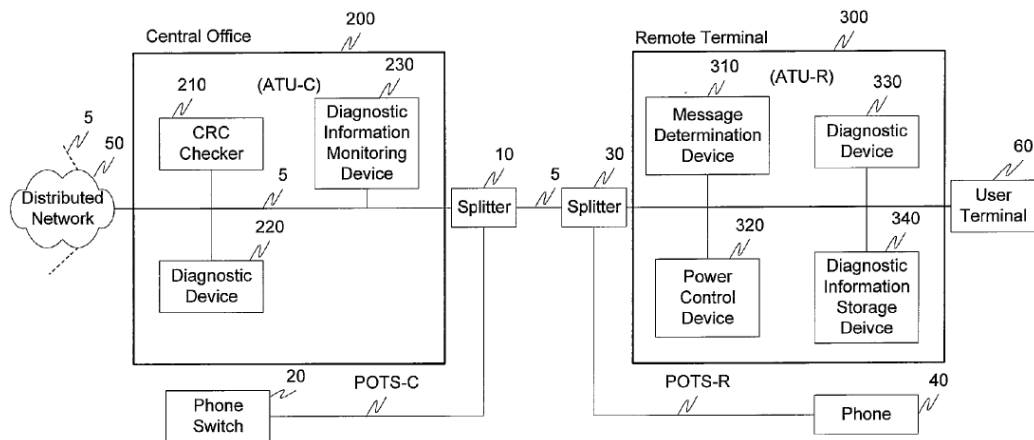 200
300
Central Office
Remote Terminal
230
310
(ATU-C)
(ATU-R)
210
330
5
50
CRC
Checker
Diagnostic
Information
Monitoring
Device
Message
Determination
Device
Diagnostic
Device
10
30
60
5
5
Distributed
Network
Splitter
Splitter
User
Terminal
220
320
340
Diagnostic
Device
Power
Control
Device
Diagnostic
Information
Storage
Deivce
20
POTS-C
POTS-R
40
Phone
Switch
Phone